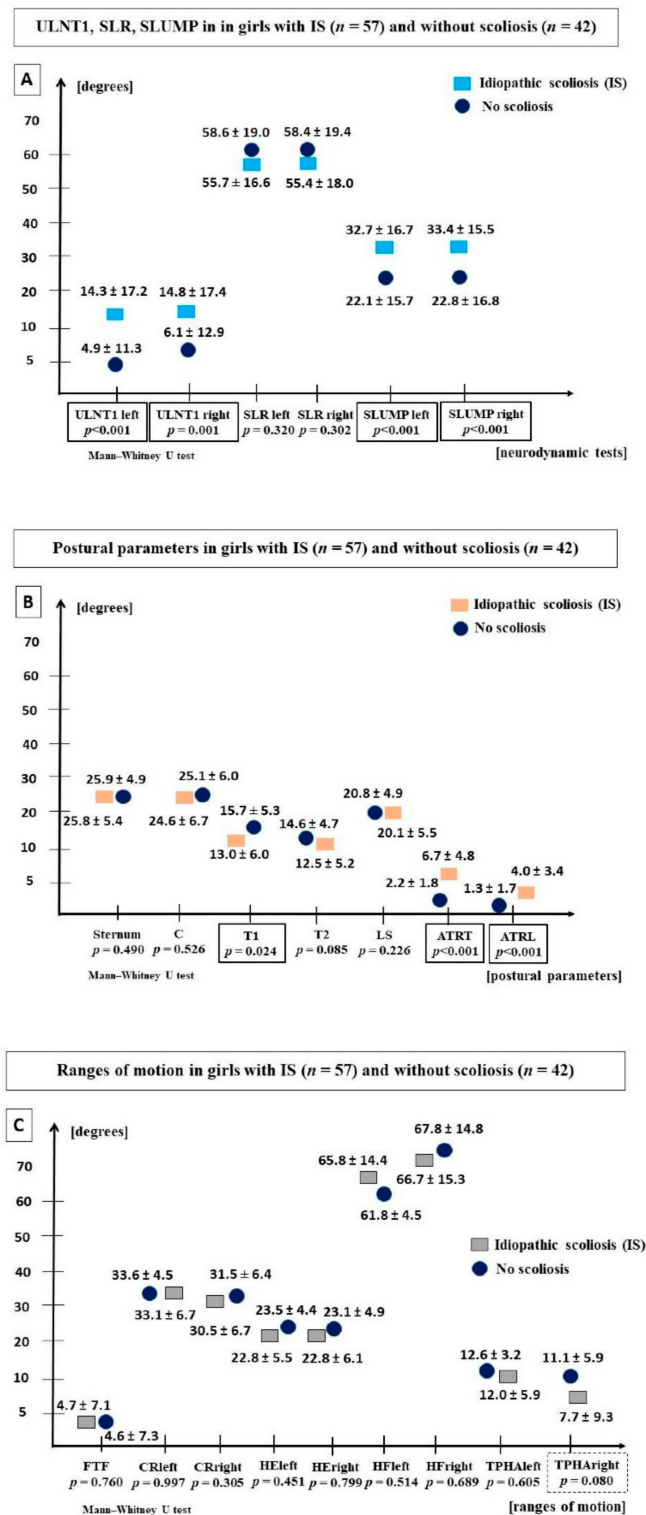 ULNT1, SLR, SLUMP in in girls with IS (n = 57) and without scoliosis (n = 42)
A
[degrees]
Idiopathic scoliosis (IS)
No scoliosis
70
60
50
40
30
20
10
5
58.6 ± 19.0
58.4 ± 19.4
55.7 ± 16.6
55.4 ± 18.0
32.7 ± 16.7
33.4 ± 15.5
14.3 ± 17.2
14.8 ± 17.4
22.1 ± 15.7
22.8 ± 16.8
6.1 ± 12.9
4.9 ± 11.3
ULNT1 left
p<0.001
ULNT1 right
p = 0.001
SLR left
p = 0.320
SLR right
p = 0.302
SLUMP left
p<0.001
SLUMP right
p<0.001
Mann–Whitney U test
[neurodynamic tests]
Postural parameters in girls with IS (n = 57) and without scoliosis (n = 42)
B
[degrees]
Idiopathic scoliosis (IS)
No scoliosis
70
60
50
40
30
20
10
5
25.9 ± 4.9
25.1 ± 6.0
25.8 ± 5.4
24.6 ± 6.7
15.7 ± 5.3
14.6 ± 4.7
20.8 ± 4.9
13.0 ± 6.0
12.5 ± 5.2
20.1 ± 5.5
6.7 ± 4.8
4.0 ± 3.4
2.2 ± 1.8
1.3 ± 1.7
Sternum
p = 0.490
C
p = 0.526
T1
p = 0.024
T2
p = 0.085
LS
p = 0.226
ATRT
p<0.001
ATRL
p<0.001
Mann–Whitney U test
[postural parameters]
Ranges of motion in girls with IS (n = 57) and without scoliosis (n = 42)
C
[degrees]
Idiopathic scoliosis (IS)
No scoliosis
70
60
50
40
30
20
10
5
67.8 ± 14.8
65.8 ± 14.4
66.7 ± 15.3
61.8 ± 4.5
33.6 ± 4.5
31.5 ± 6.4
33.1 ± 6.7
30.5 ± 6.7
23.5 ± 4.4
23.1 ± 4.9
22.8 ± 5.5
22.8 ± 6.1
12.6 ± 3.2
11.1 ± 5.9
12.0 ± 5.9
7.7 ± 9.3
4.7 ± 7.1
4.6 ± 7.3
FTF
p = 0.760
CRleft
p = 0.997
CRright
p = 0.305
HEleft
p = 0.451
HEright
p = 0.799
HFleft
p = 0.514
HFright
p = 0.689
TPHAleft
p = 0.605
TPHAright
p = 0.080
Mann–Whitney U test
[ranges of motion]